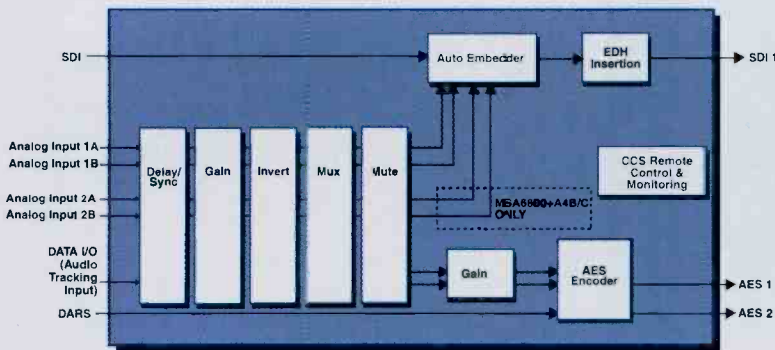 SDI
Auto Embedder
EDH
Insertion
SDI 1
Analog Input 1A
Analog Input 1B
Analog Input 2A
Analog Input 2B
DATA I/O
(Audio
Tracking
Input)
DARS
Delay/
Sync
Gain
Invert
Mux
Mute
CCS Remote
Control &
Monitoring
ONLY
Gain
AES
Encoder
AES 1
AES 2